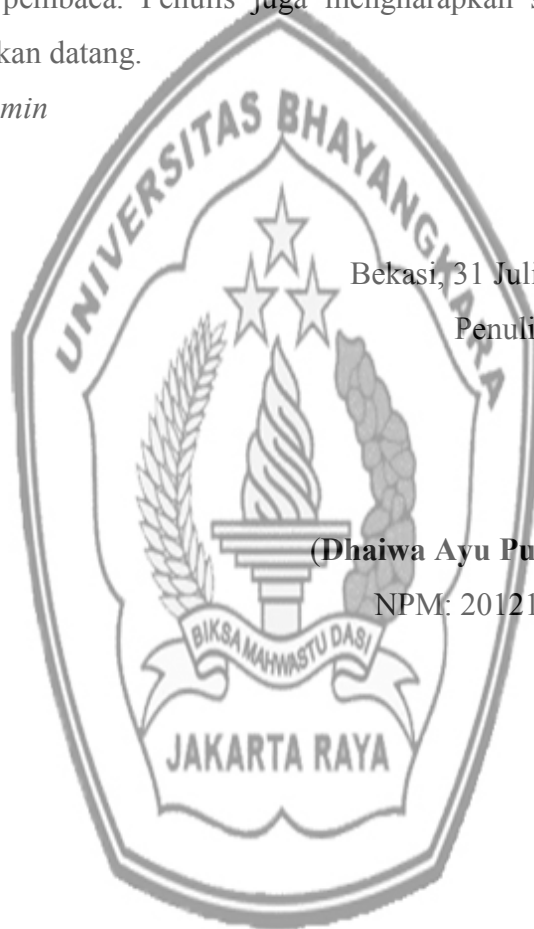 pembaca. Penulis juga mengharapkan s
kan datang.
min
UNIVERSITAS BHAYANGKARA
Bekasi, 31 Juli
Penuli
(Dhaiwa Ayu Pu
NPM: 20121
BIKSA MAHWASTU DASI
JAKARTA RAYA